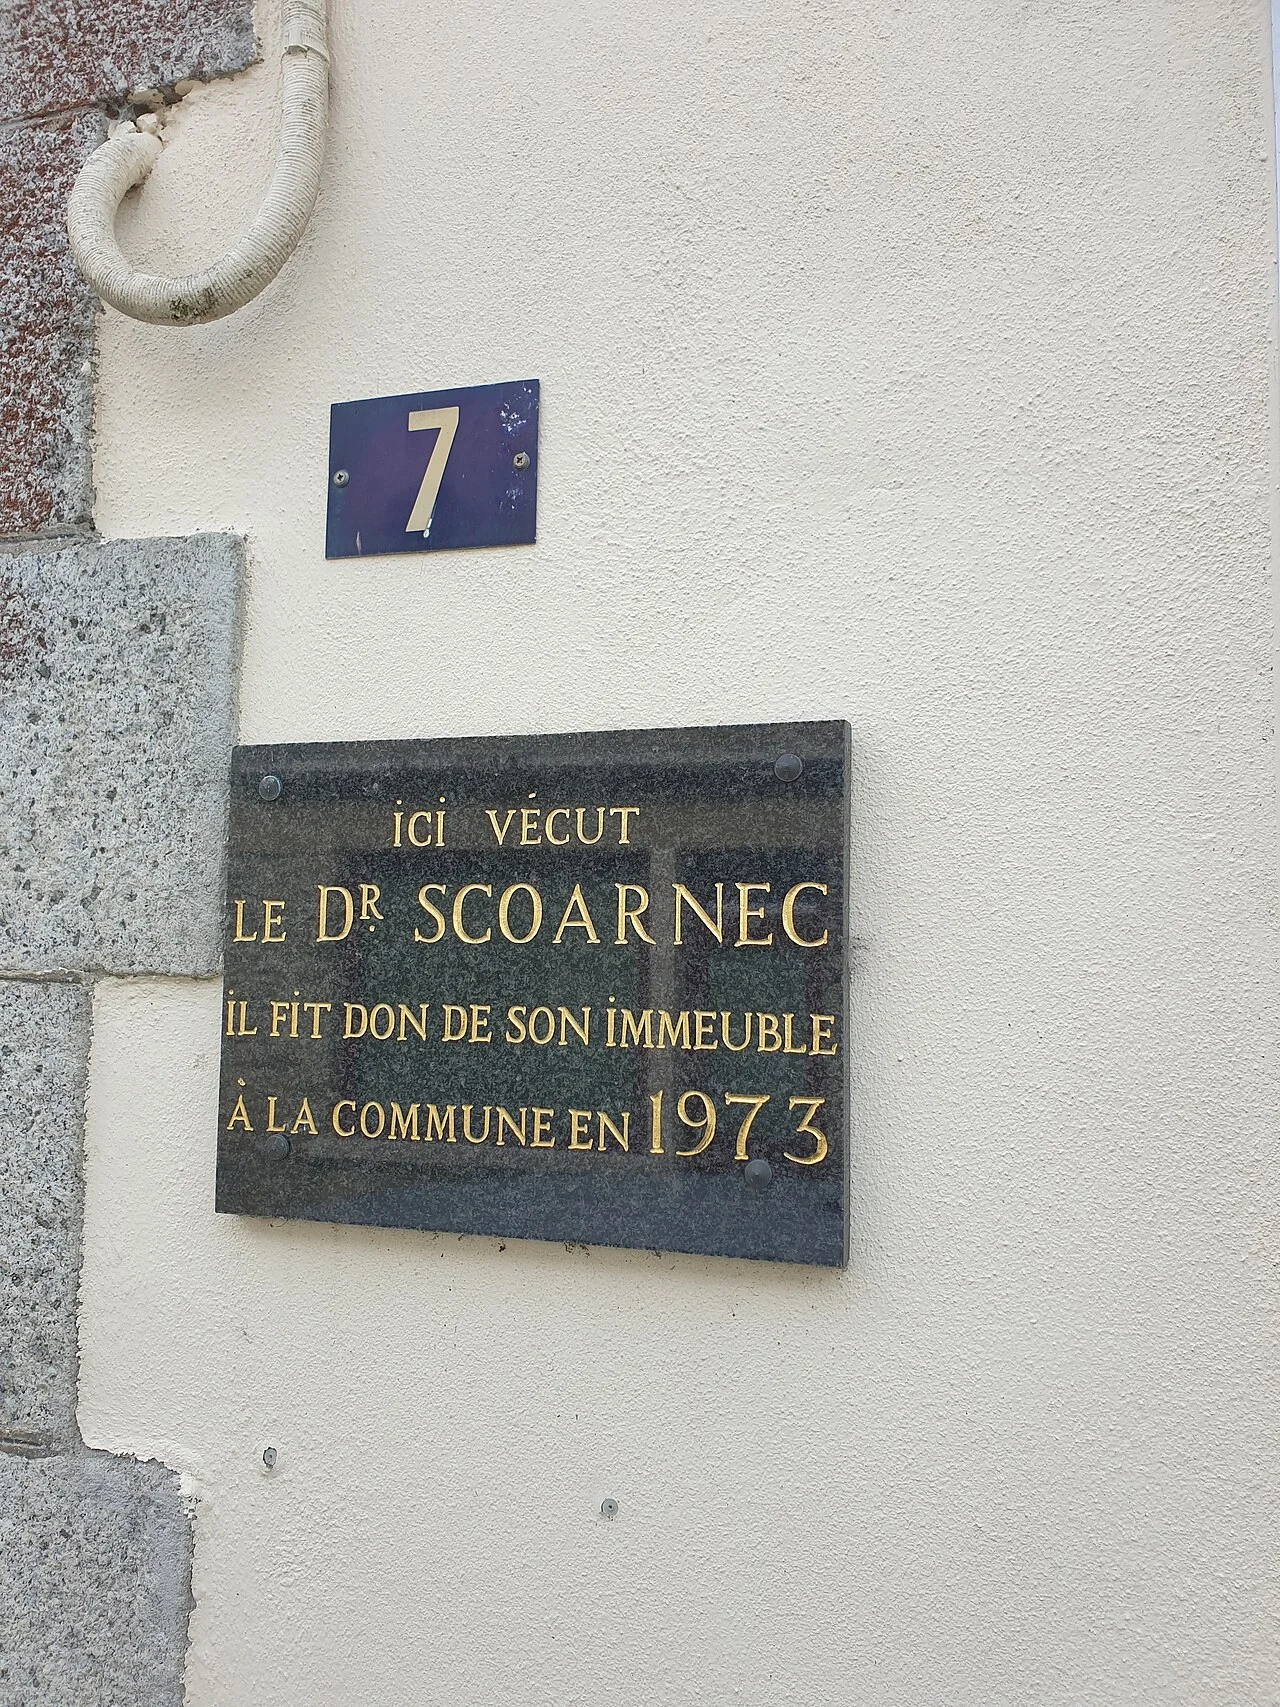 7
iCi VÉCUT
LE DR. SCOARNEC
iL FiT DON DE SON iMMEUBLE
À LA COMMUNE EN 1973